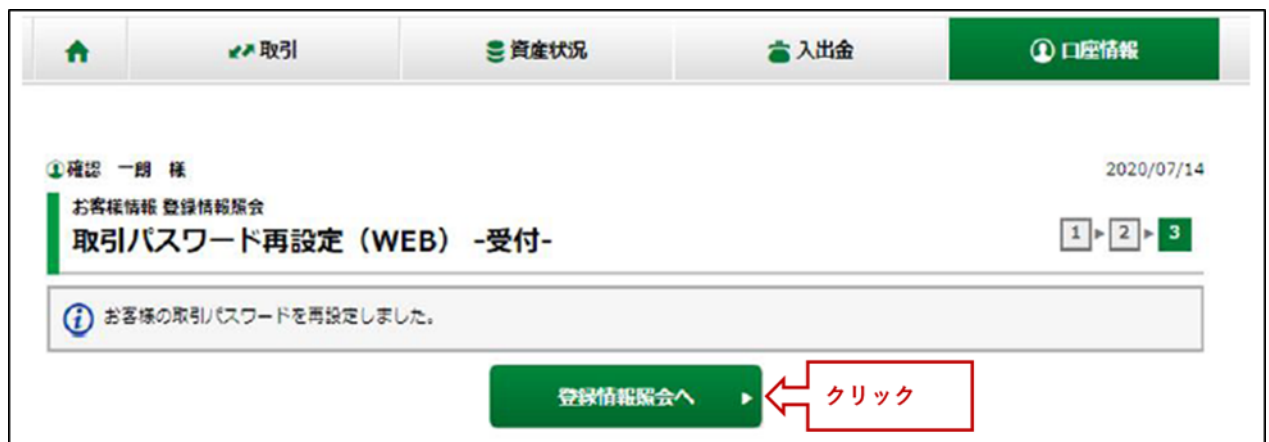 取引
資産状況
入出金
口座情報
確認 一朗 様
2020/07/14
お客様情報 登録情報照会
取引パスワード再設定（WEB） -受付-
1 2 3
お客様の取引パスワードを再設定しました。
登録情報照会へ
クリック